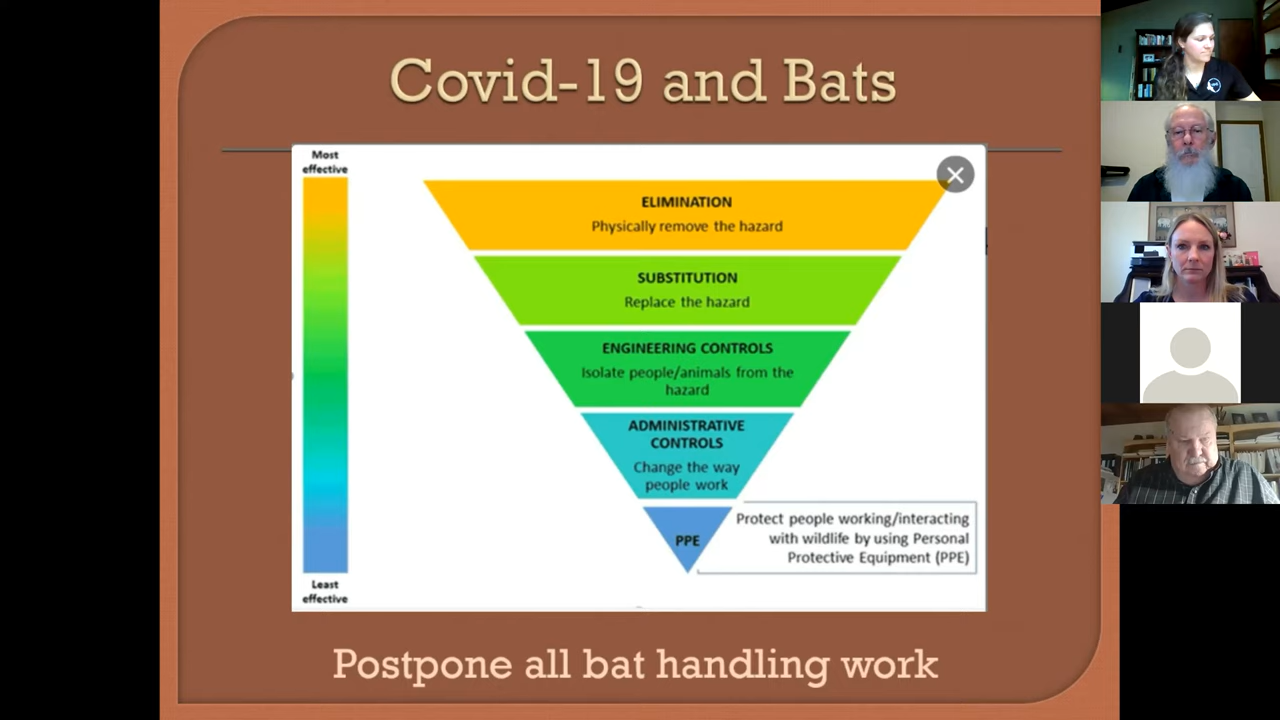 Covid-19 and Bats
Most
effective
ELIMINATION
Physically remove the hazard
SUBSTITUTION
Replace the hazard
ENGINEERING CONTROLS
Isolate people/animals from the
hazard
ADMINISTRATIVE
CONTROLS
Change the way
people work
PPE
Protect people working/interacting
with wildlife by using Personal
Protective Equipment (PPE)
Least
effective
Postpone all bat handling work